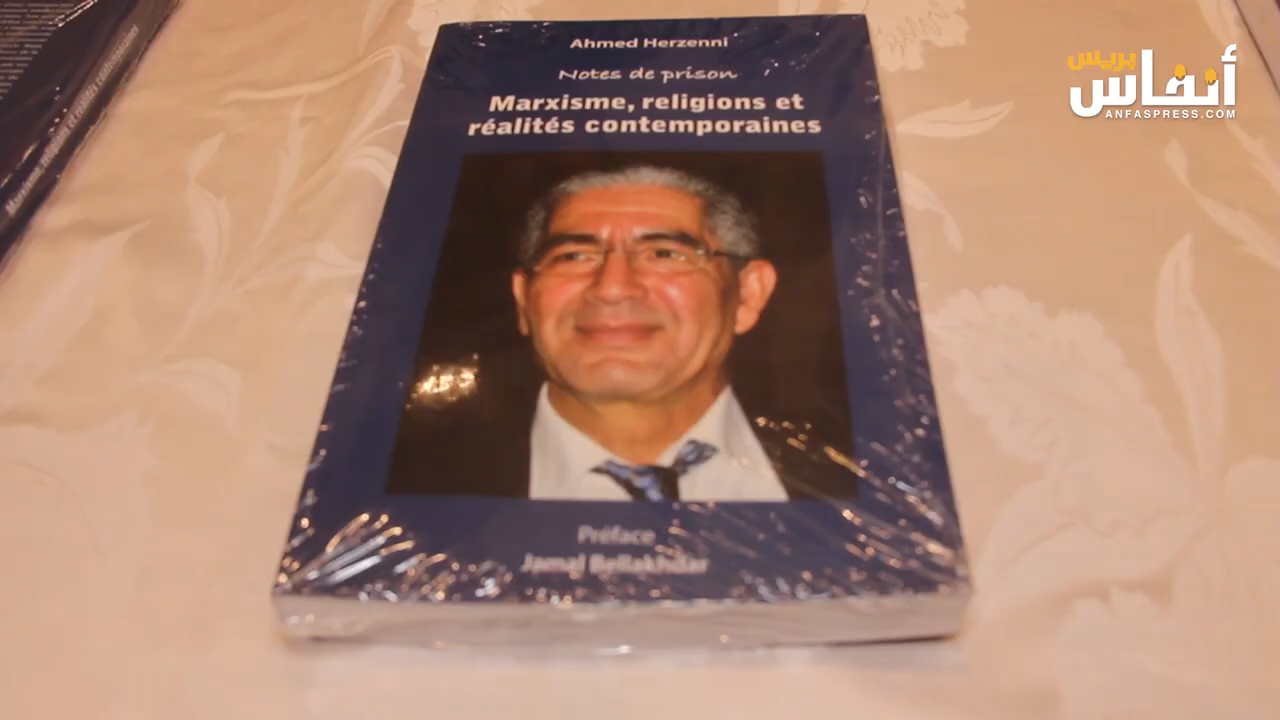 Ahmed Herzenni
Notes de prison
Marxisme, religions et
réalités contemporaines
Préface
Jamal Bellakhdar
أنفاس بريس
ANFASPRESS.COM